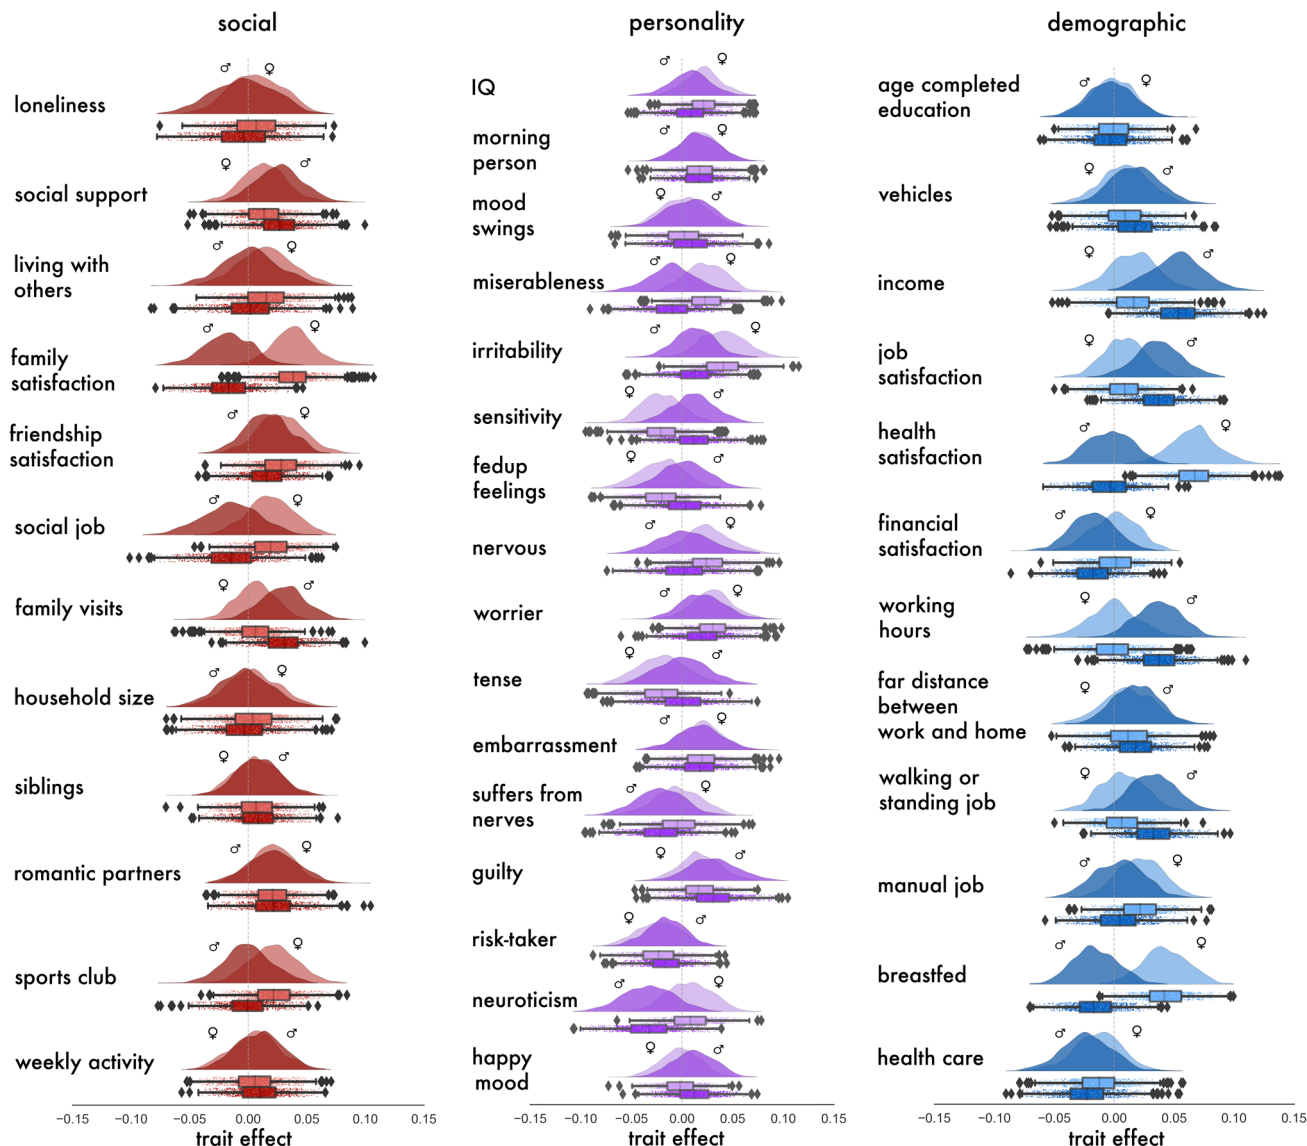 social
♂ ♀
loneliness
♀ ♂
social support
♂ ♀
living with
others
♂ ♀
family
satisfaction
♂ ♀
friendship
satisfaction
♂ ♀
social job
♀ ♂
family visits
♂ ♀
household size
♀ ♂
siblings
♂ ♀
romantic partners
♂ ♀
sports club
♀ ♂
weekly activity
−0.15 −0.05 0.00 0.05 0.10 0.15
trait effect
personality
♂ ♀
IQ
♂ ♀
morning
person
♀ ♂
mood
swings
♂ ♀
miserableness
♂ ♀
irritability
♀ ♂
sensitivity
♀ ♂
fedup
feelings
♂ ♀
nervous
♂ ♀
worrier
♀ ♂
tense
♂ ♀
embarrassment
♂ ♀
suffers from
nerves
♀ ♂
guilty
♀ ♂
risk-taker
♂ ♀
neuroticism
♀ ♂
happy
mood
−0.15 −0.05 0.00 0.05 0.10 0.15
trait effect
demographic
♂ ♀
age completed
education
♀ ♂
vehicles
♀ ♂
income
♀ ♂
job
satisfaction
♂ ♀
health
satisfaction
♂ ♀
financial
satisfaction
♀ ♂
working
hours
♀ ♂
far distance
between
work and home
♀ ♂
walking or
standing job
♂ ♀
manual job
♂ ♀
breastfed
♂ ♀
health care
−0.15 −0.05 0.00 0.05 0.10 0.15
trait effect